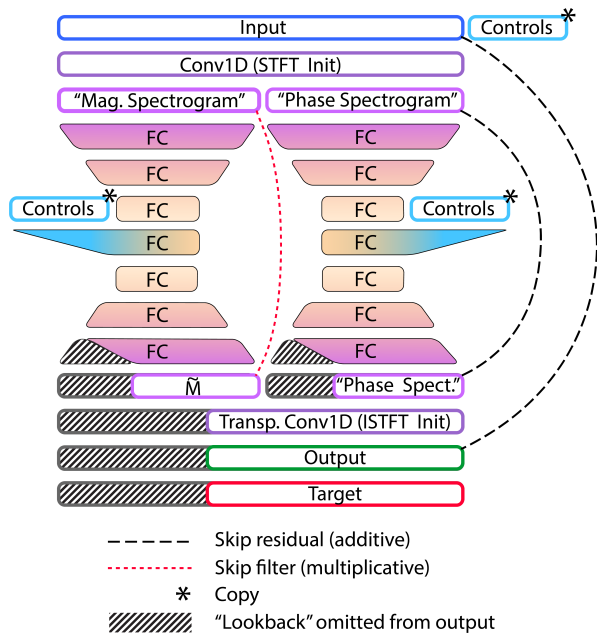 Input Controls *
Conv1D (STFT Init)
“Mag. Spectrogram” “Phase Spectrogram”
FC FC
FC FC
Controls * FC FC Controls *
FC FC
FC FC
FC FC
FC FC
M̃ “Phase Spect.”
Transp. Conv1D (ISTFT Init)
Output
Target
Skip residual (additive)
Skip filter (multiplicative)
* Copy
“Lookback” omitted from output